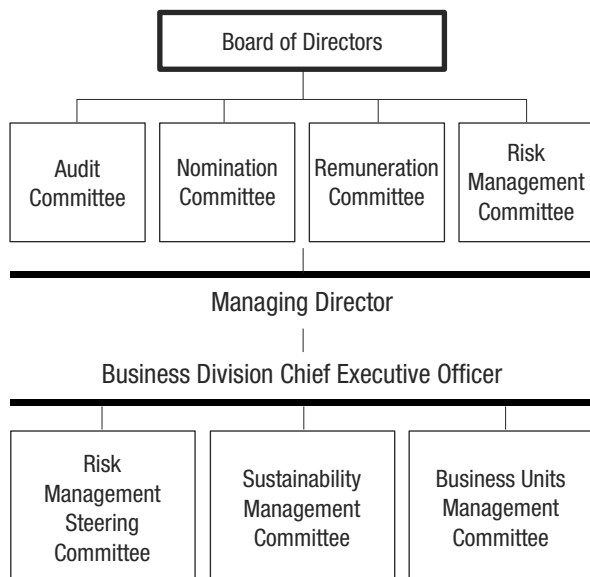 Board of Directors
Audit
Committee
Nomination
Committee
Remuneration
Committee
Risk
Management
Committee
Managing Director
Business Division Chief Executive Officer
Risk
Management
Steering
Committee
Sustainability
Management
Committee
Business Units
Management
Committee